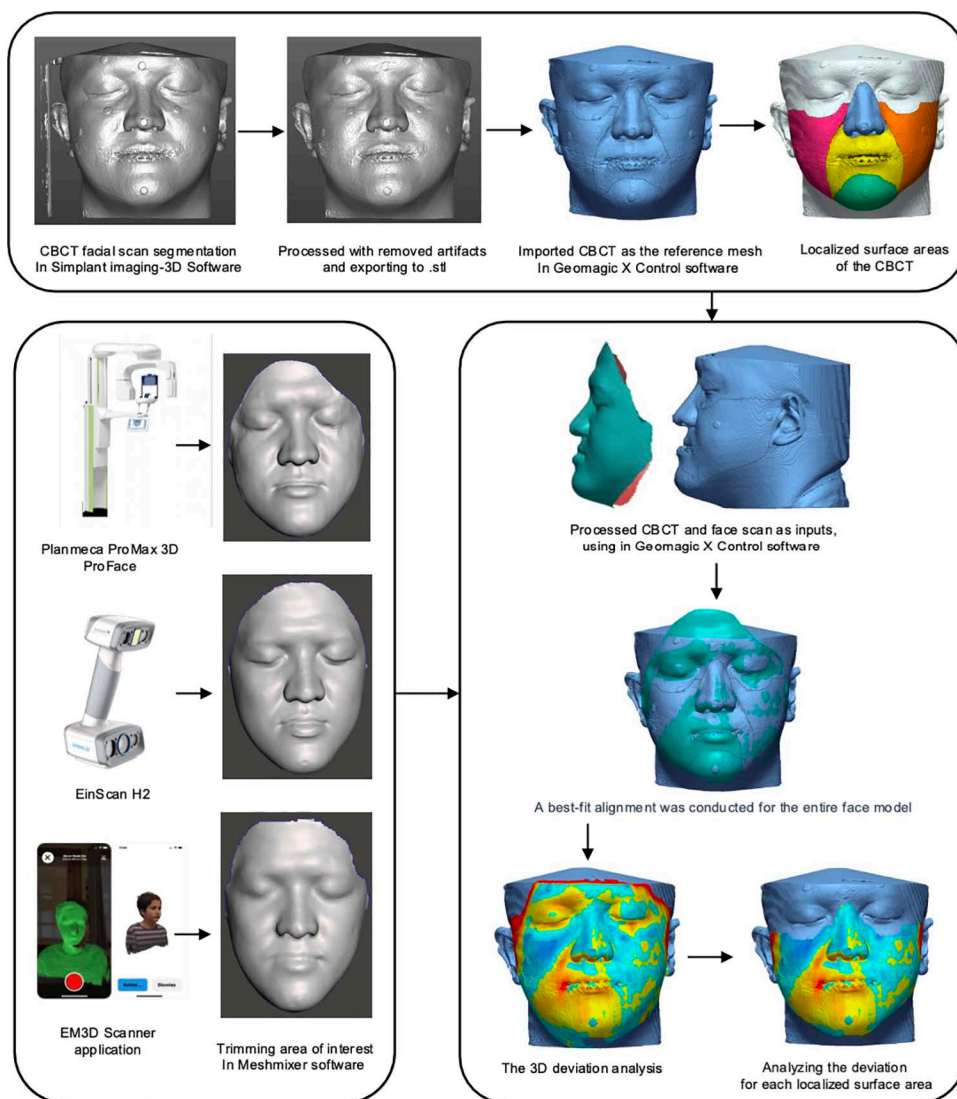 CBCT facial scan segmentation
In Simplant imaging-3D Software
Processed with removed artifacts
and exporting to .stl
Imported CBCT as the reference mesh
In Geomagic X Control software
Localized surface areas
of the CBCT
Planmeca ProMax 3D
ProFace
EinScan H2
EM3D Scanner
application
Trimming area of interest
In Meshmixer software
Processed CBCT and face scan as inputs,
using in Geomagic X Control software
A best-fit alignment was conducted for the entire face model
The 3D deviation analysis
Analyzing the deviation
for each localized surface area
Dismiss